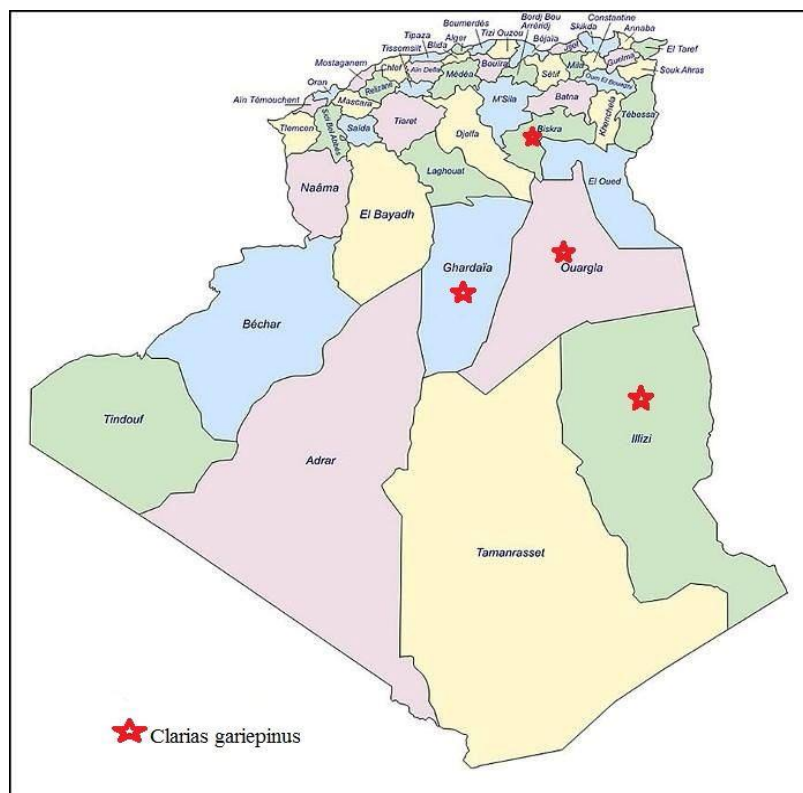 Constantine
Bordj Bou
Arréridj
Skikda
Boumerdés
Annaba
Tipaza
Alger
Tizi Ouzou
Béjaïa
Jijel
El Taref
Tissemsilt
Blida
Bouira
Mila
Guelma
Mostaganem
Chlef
Aïn Defla
Médéa
Sétif
Oum El Bouaghi
Souk Ahras
Oran
Relizane
M'Sila
Batna
Khenchela
Tébessa
Aïn Témouchent
Mascara
Tlemcen
Sidi Bel Abbés
Saïda
Tiaret
Djelfa
Biskra
Laghouat
El Oued
Naâma
El Bayadh
Ghardaïa
Ouargla
Béchar
Tindouf
Adrar
Illizi
Tamanrasset
Clarias gariepinus